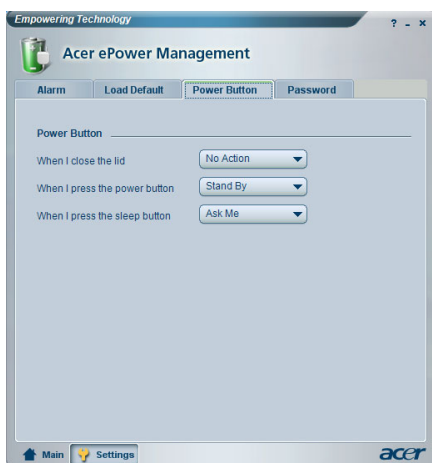 Empowering Technology ? - ×
Acer ePower Management
Alarm Load Default Power Button Password
Power Button
When I close the lid No Action
When I press the power button Stand By
When I press the sleep button Ask Me
Main Settings acer